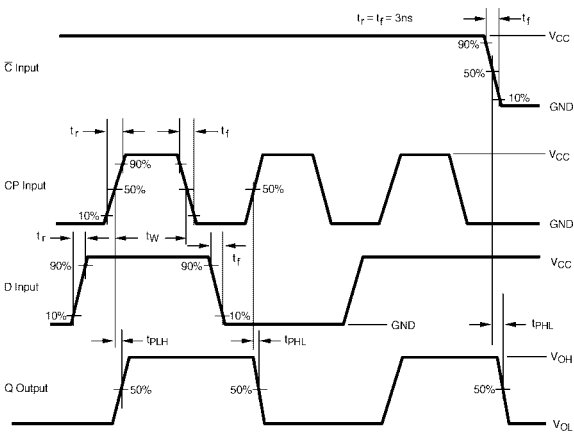 tr = tf = 3ns
tf
VCC
90%
C̅ Input
50%
10%
GND
tr
tf
VCC
90%
CP Input
50%
50%
10%
GND
tr
tW
tf
VCC
90%
90%
D Input
10%
10%
GND
tPLH
tPHL
tPHL
VOH
Q Output
50%
50%
50%
VOL